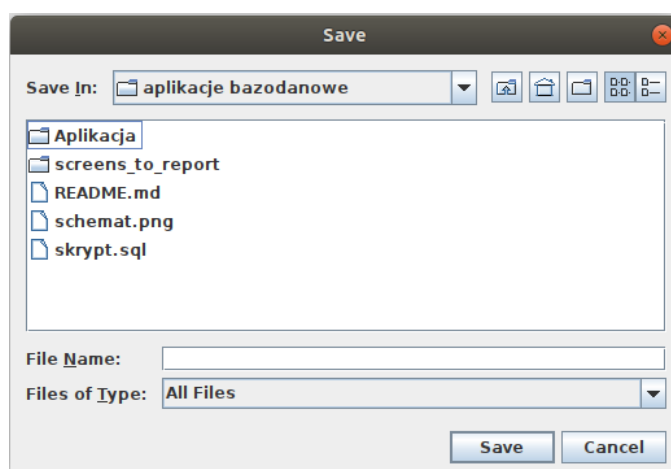 Save
Save In: aplikacje bazodanowe
Aplikacja
screens_to_report
README.md
schemat.png
skrypt.sql
File Name:
Files of Type: All Files
Save Cancel